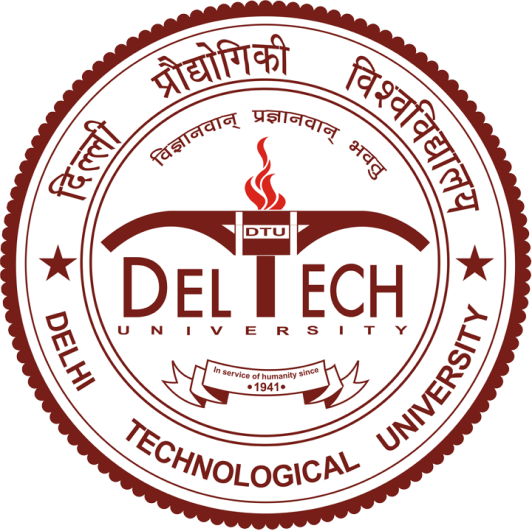 दिल्ली प्रौद्योगिकी विश्वविद्यालय
विज्ञानवान् प्रज्ञानवान् भवतु
DTU
DELTECH
UNIVERSITY
In service of humanity since
•1941•
DELHI TECHNOLOGICAL UNIVERSITY